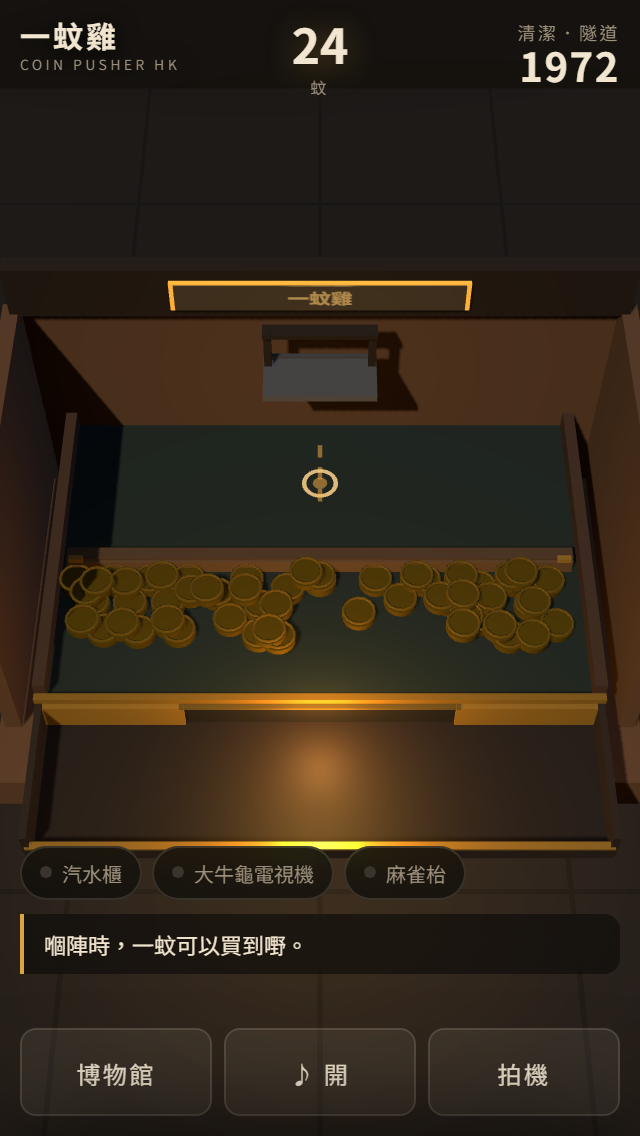 一蚊雞
COIN PUSHER HK
24
蚊
清潔·隧道
1972
一蚊雞
汽水櫃
大牛龜電視機
麻雀枱
嗰陣時，一蚊可以買到嘢。
博物館
♪ 開
拍機